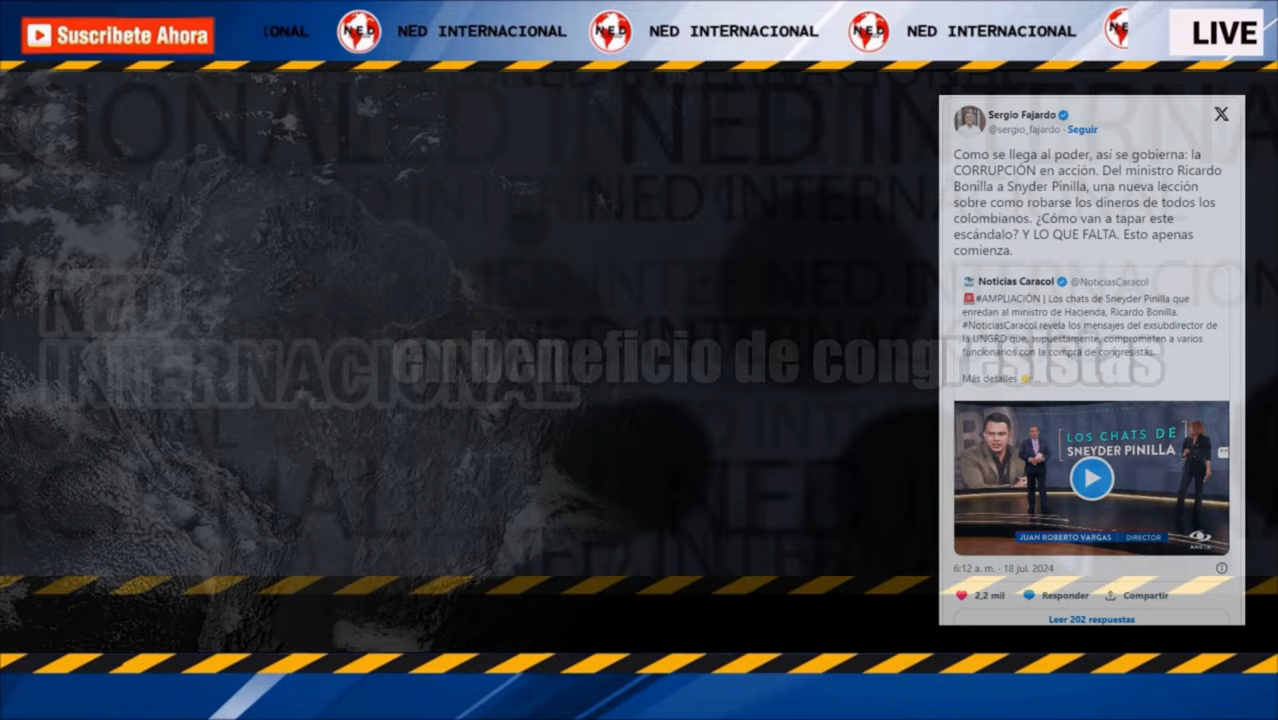 Suscribete Ahora
IONAL
N.E.D
NED INTERNACIONAL
N.E.D
NED INTERNACIONAL
N.E.D
NED INTERNACIONAL
LIVE
Sergio Fajardo
@sergio_fajardo · Seguir
X
Como se llega al poder, así se gobierna: la
CORRUPCIÓN en acción. Del ministro Ricardo
Bonilla a Snyder Pinilla, una nueva lección
sobre como robarse los dineros de todos los
colombianos. ¿Cómo van a tapar este
escándalo? Y LO QUE FALTA. Esto apenas
comienza.
Noticias Caracol @NoticiasCaracol
#AMPLIACIÓN | Los chats de Sneyder Pinilla que
enredan al ministro de Hacienda, Ricardo Bonilla.
#NoticiasCaracol revela los mensajes del exsubdirector de
la UNGRD que, supuestamente, comprometen a varios
funcionarios con la compra de congresistas.
Más detalles ...
NED
INTERNACIONAL
en beneficio de congresistas
LOS CHATS DE
SNEYDER PINILLA
JUAN ROBERTO VARGAS | DIRECTOR
AHORA
6:12 a. m. · 18 jul. 2024
2,2 mil Responder Compartir
Leer 202 respuestas